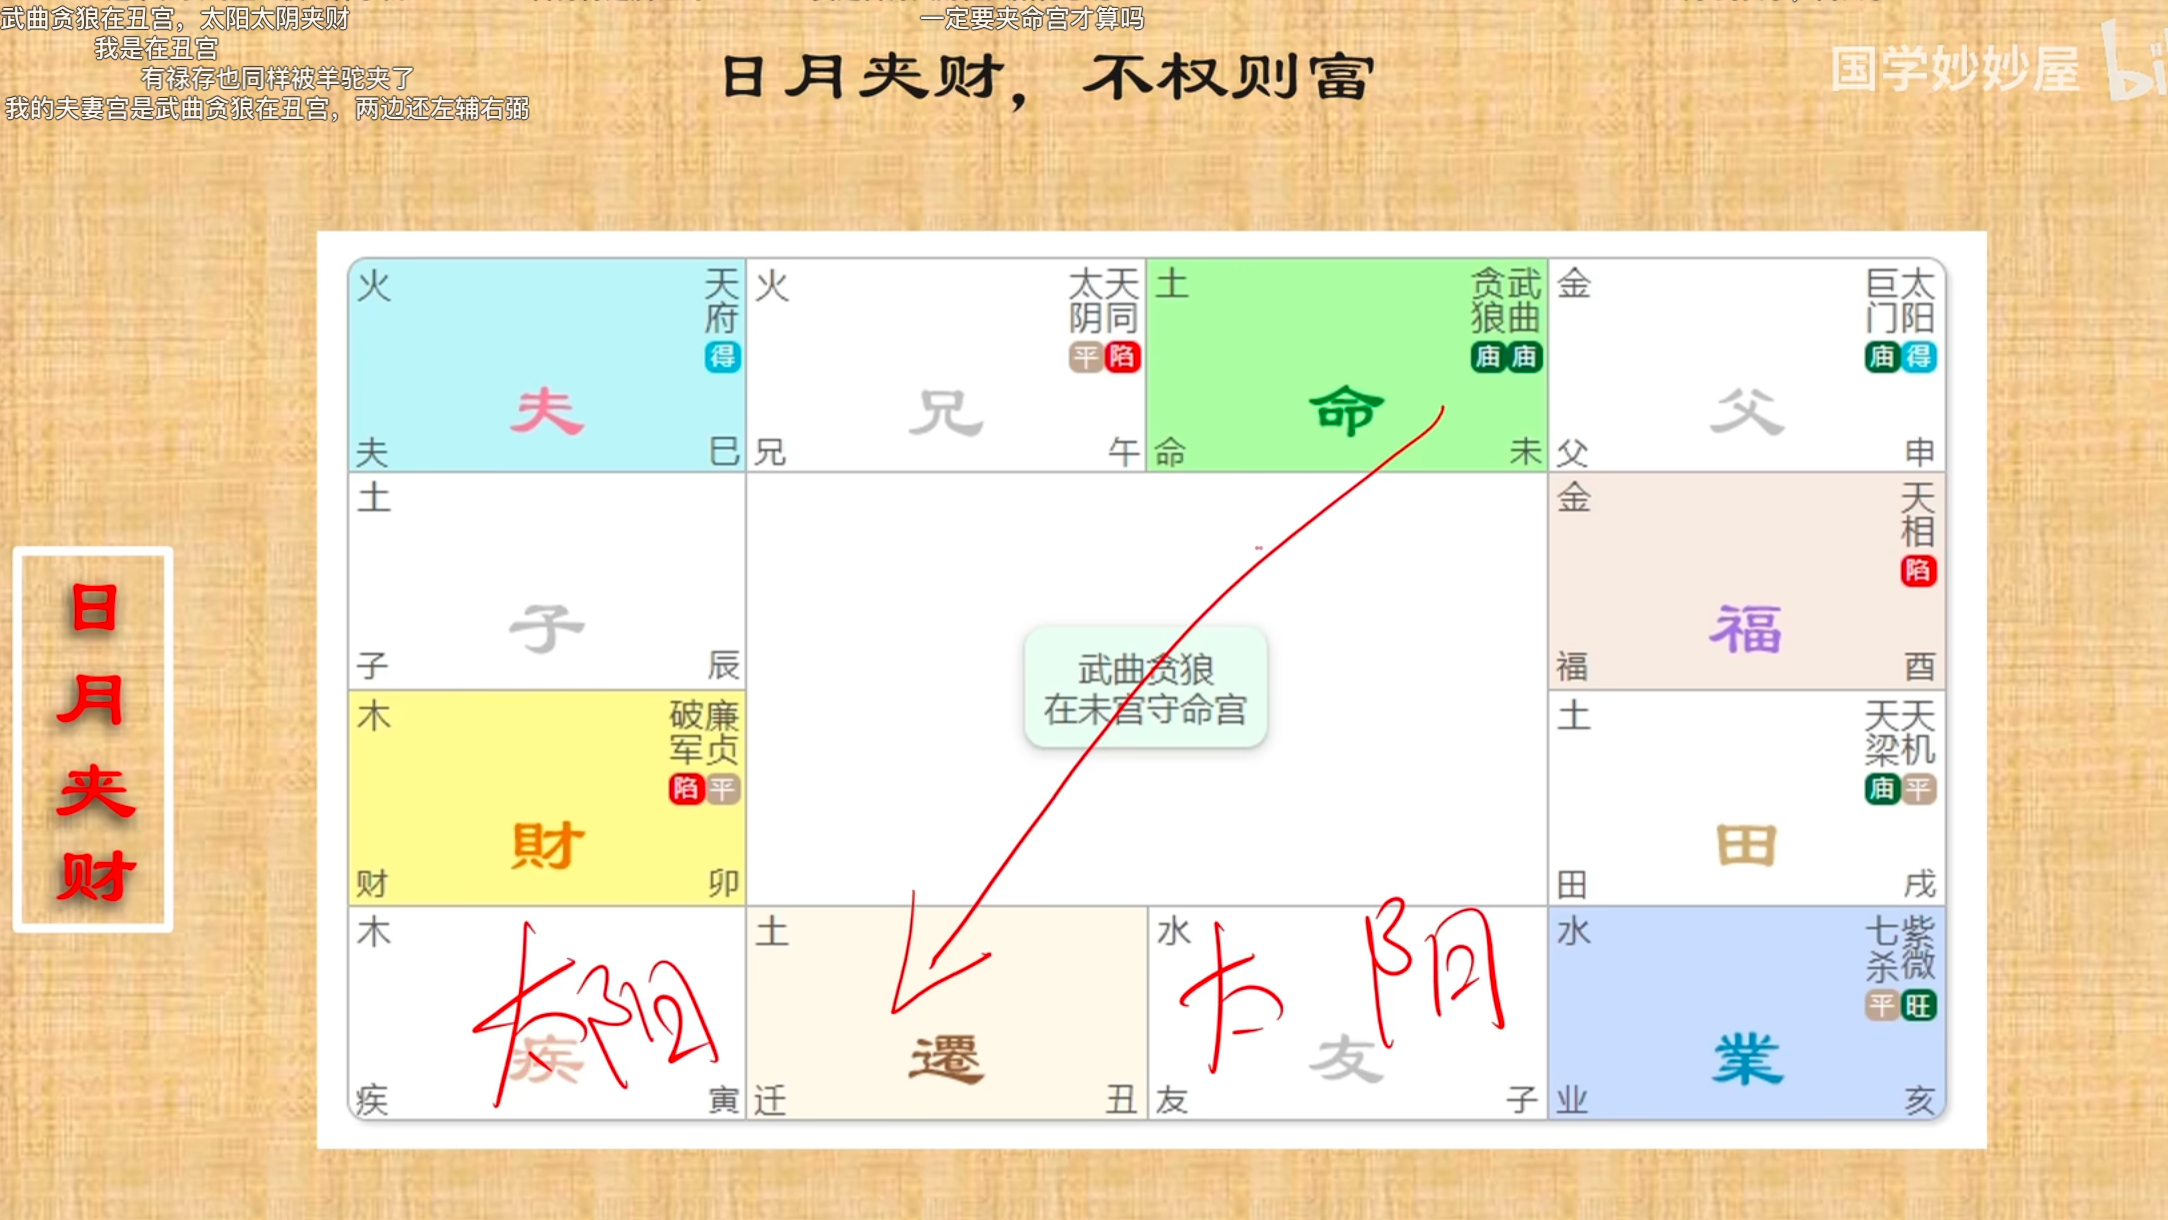 武曲贪狼在丑宫，太阳太阴夹财
一定要夹命宫才算吗
我是在丑宫
有禄存也同样被羊驼夹了
我的夫妻宫是武曲贪狼在丑宫，两边还左辅右弼
国学妙妙屋
日月夹财，不权则富
日月夹财
火
天府
得
夫
夫
巳
火
天同
太阴
平 陷
兄
兄
午
土
武曲
贪狼
庙 庙
命
命
未
金
太阳
巨门
庙 得
父
父
申
土
子
子
辰
武曲贪狼
在未宫守命宫
金
天相
陷
福
福
酉
木
廉贞
破军
陷 平
財
财
卯
土
天机
天梁
庙 平
田
田
戌
木
太阳
疾
疾
寅
土
遷
迁
丑
水
太阳
友
友
子
水
紫微
七杀
平 旺
業
业
亥